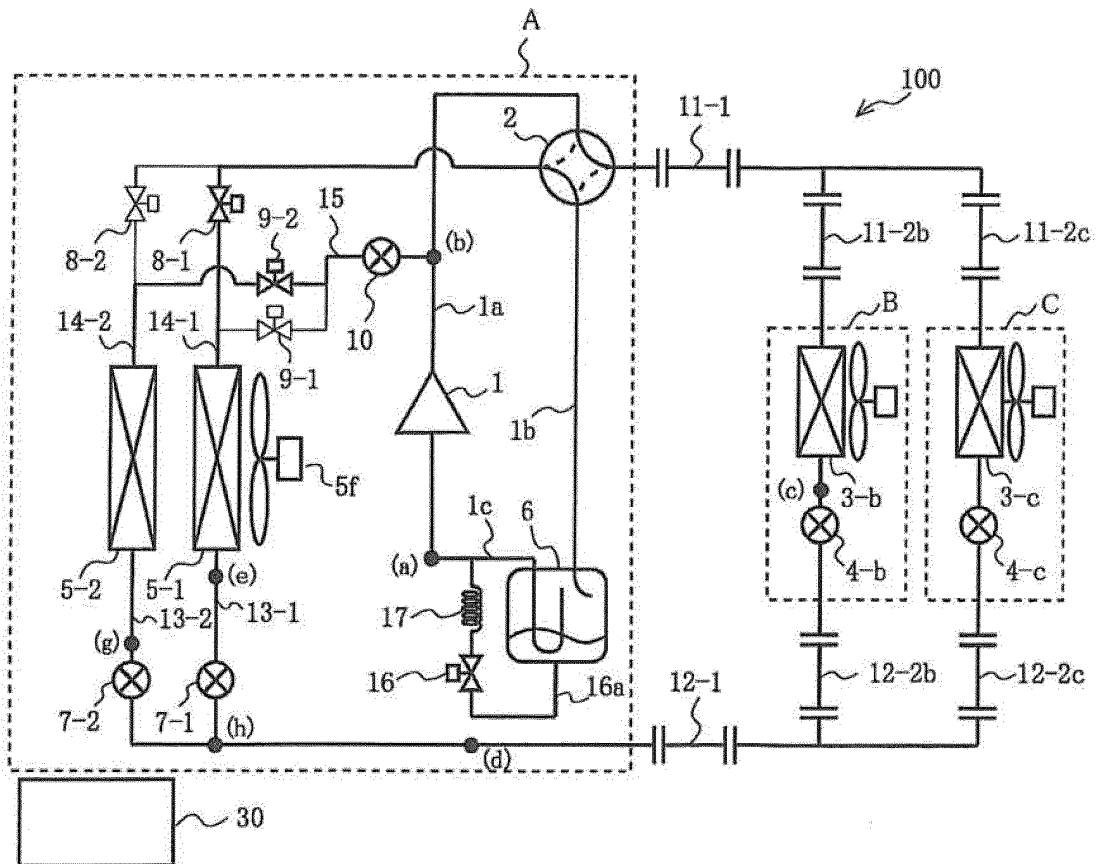 A
100
2
11-1
15
9-2
(b)
8-2
8-1
11-2b
11-2c
1a
14-2
14-1
10
B
C
9-1
1
1b
5f
(c)
3-b
3-c
1c
6
(a)
4-b
4-c
5-2
5-1
(e)
13-2
13-1
17
(g)
16
16a
12-1
12-2b
12-2c
7-2
7-1
(h)
(d)
30